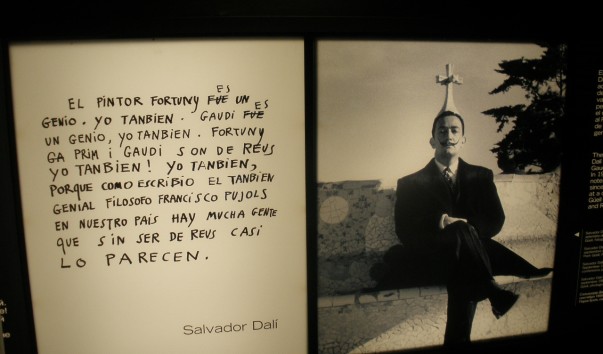 EL PINTOR FORTUNY FUE ES UN
GENIO. YO TANBIEN. GAUDI FUE ES
UN GENIO, YO TANBIEN. FORTUNY
GA PRIM i GAUDI SON DE REUS
YO TANBIEN! YO TANBIEN,
PORQUE COMO ESCRIBIO EL TANBIEN
GENIAL FILOSOFO FRANCISCO PUJOLS
EN NUESTRO PAIS HAY MUCHA GENTE
QUE SIN SER DE REUS CASI
LO PARECEN.
Salvador Dalí